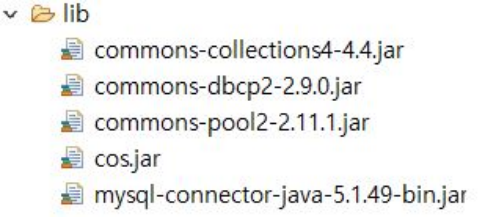 lib
commons-collections4-4.4.jar
commons-dbcp2-2.9.0.jar
commons-pool2-2.11.1.jar
cos.jar
mysql-connector-java-5.1.49-bin.jar